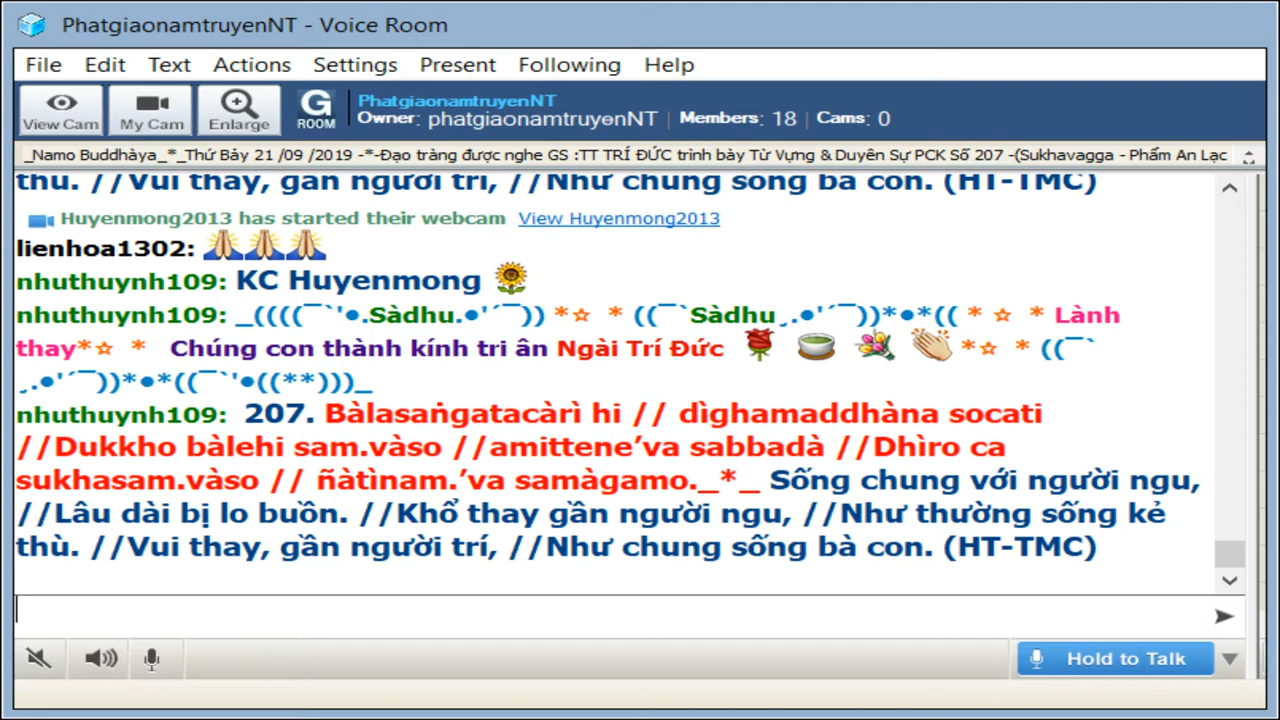 PhatgiaonamtruyenNT - Voice Room
File Edit Text Actions Settings Present Following Help
View Cam My Cam Enlarge G ROOM
PhatgiaonamtruyenNT
Owner: phatgiaonamtruyenNT | Members: 18 | Cams: 0
_Namo Buddhàya_*_Thứ Bảy 21 /09 /2019 -*-Đạo tràng được nghe GS :TT TRÍ ĐỨC trình bày Từ Vựng & Duyên Sự PCK Số 207 -(Sukhavagga - Phẩm An Lạc
thù. //Vui thay, gần người trí, //Như chung sống bà con. (HT-TMC)
Huyenmong2013 has started their webcam View Huyenmong2013
lienhoa1302: 🙏🙏🙏
nhuthuynh109: KC Huyenmong 🌻
nhuthuynh109: _((((¯`'●.Sàdhu.●'´¯)) *☆ * ((¯`Sàdhu¸.●'´¯))*●*(( * ☆ * Lành
thay*☆ * Chúng con thành kính tri ân Ngài Trí Đức 🌹 🍵 💐 👏 *☆ * ((¯`
¸.●'´¯))*●*((¯`'●((**)))_
nhuthuynh109: 207. Bàlasaṅgatacàrì hi // dìghamaddhàna socati
//Dukkho bàlehi sam.vàso //amittene’va sabbadà //Dhìro ca
sukhasam.vàso // ñàtìnam.’va samàgamo._*_ Sống chung với người ngu,
//Lâu dài bị lo buồn. //Khổ thay gần người ngu, //Như thường sống kẻ
thù. //Vui thay, gần người trí, //Như chung sống bà con. (HT-TMC)
Hold to Talk